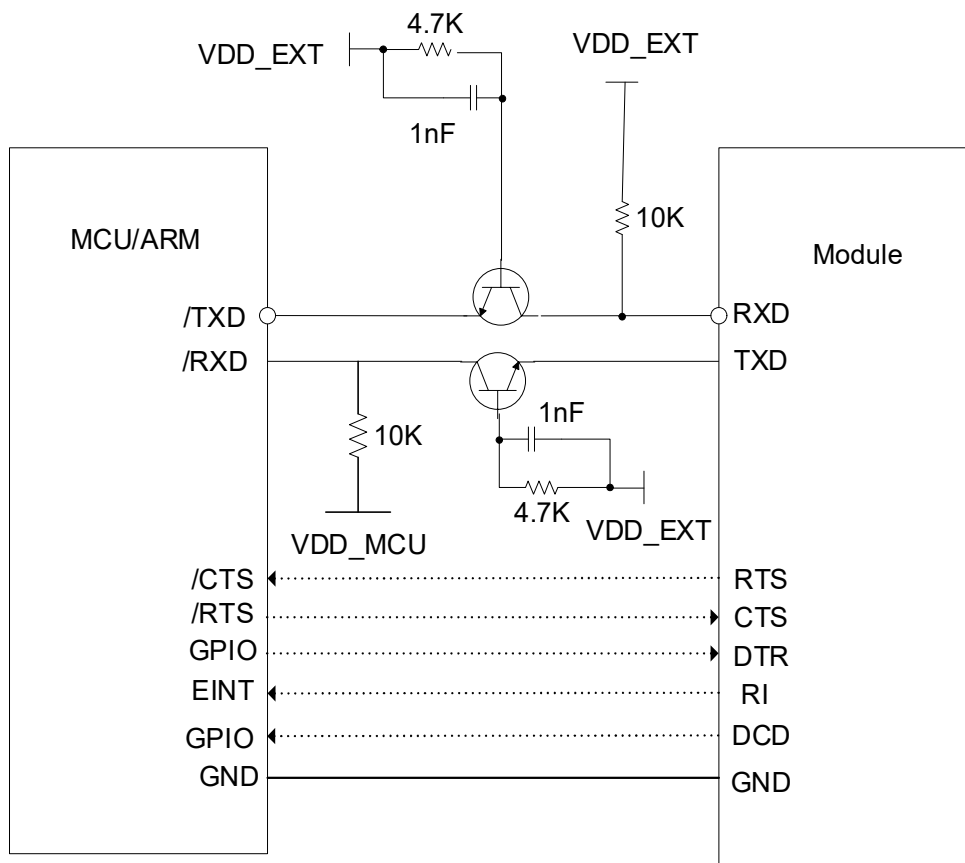 4.7K
VDD_EXT
VDD_EXT
1nF
10K
MCU/ARM
Module
/TXD
RXD
/RXD
TXD
1nF
10K
4.7K
VDD_EXT
VDD_MCU
/CTS
RTS
/RTS
CTS
GPIO
DTR
EINT
RI
GPIO
DCD
GND
GND